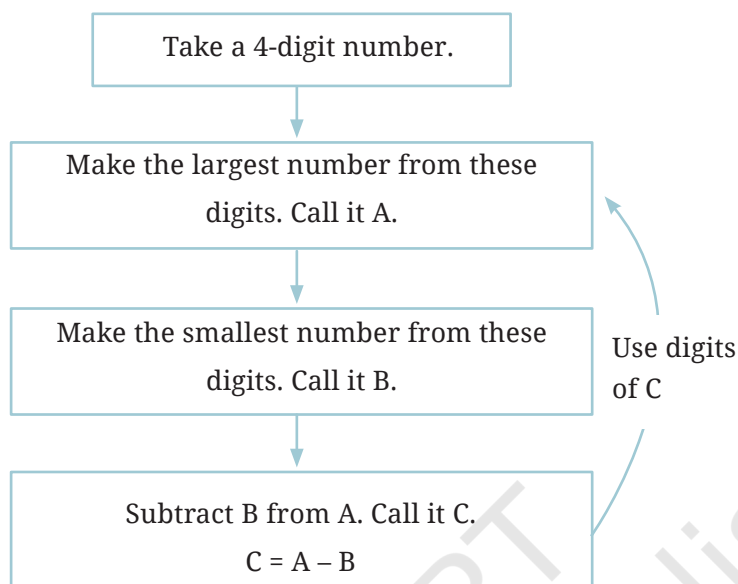 Take a 4-digit number.
Make the largest number from these
digits. Call it A.
Make the smallest number from these
digits. Call it B.
Use digits
of C
Subtract B from A. Call it C.
C = A – B